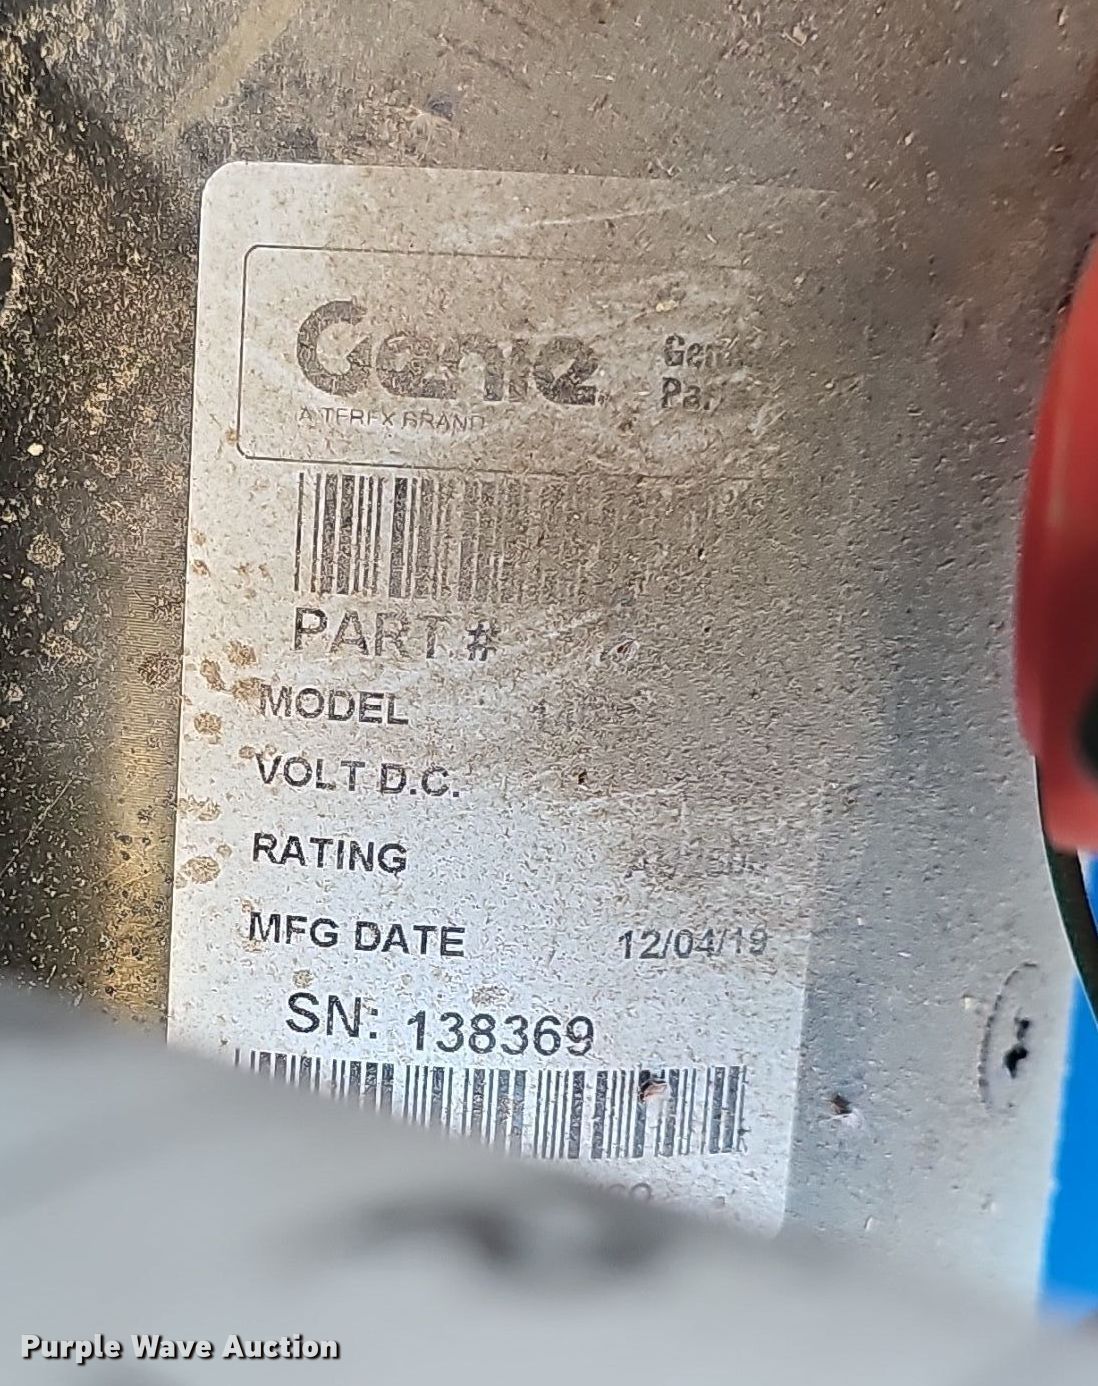 Genie
A TEREX BRAND
PART #
MODEL
VOLT D.C.
RATING
MFG DATE 12/04/19
SN: 138369
Purple Wave Auction